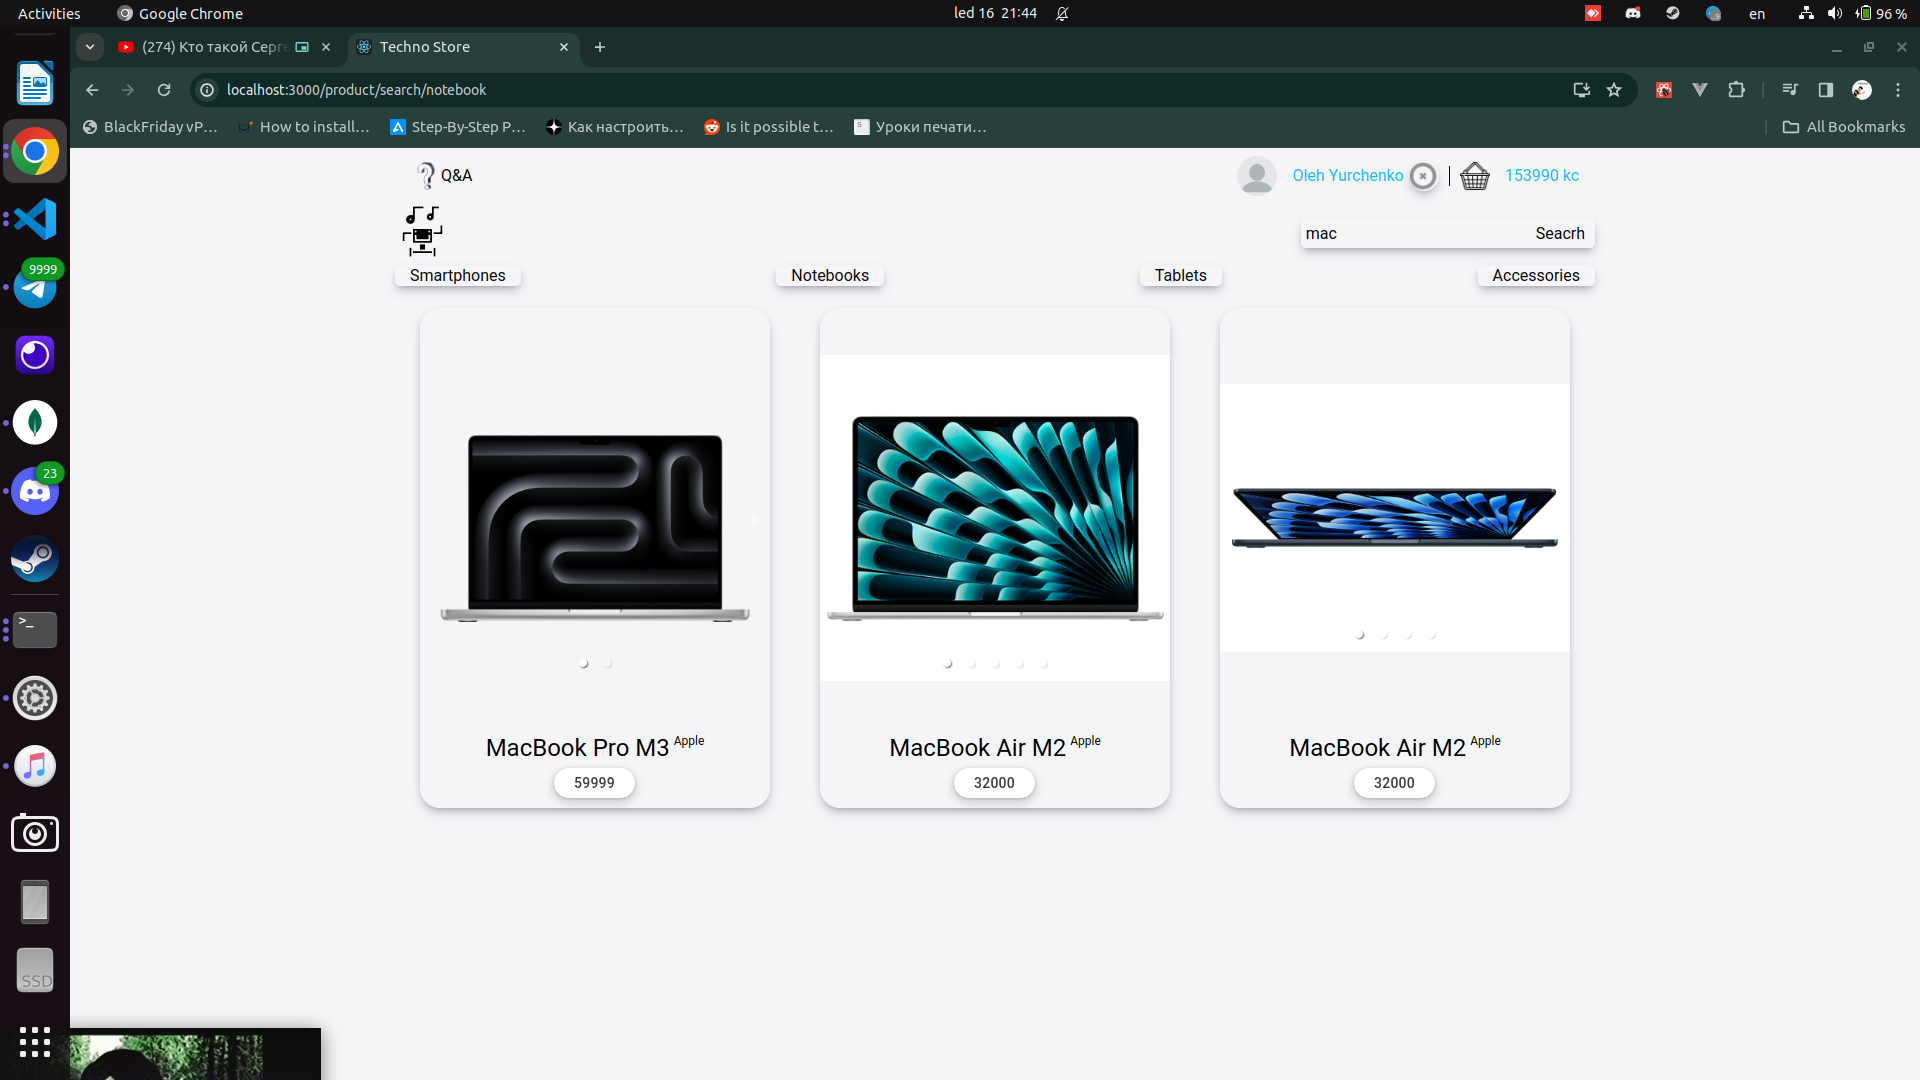 Activities
Google Chrome
led 16 21:44
en
96 %
(274) Кто такой Серге
Techno Store
localhost:3000/product/search/notebook
BlackFriday vP…
How to install…
Step-By-Step P…
Как настроить…
Is it possible t…
Уроки печати…
All Bookmarks
Q&A
Oleh Yurchenko
153990 kc
mac
Seacrh
Smartphones
Notebooks
Tablets
Accessories
MacBook Pro M3 Apple
59999
MacBook Air M2 Apple
32000
MacBook Air M2 Apple
32000
9999
23
>_
SSD